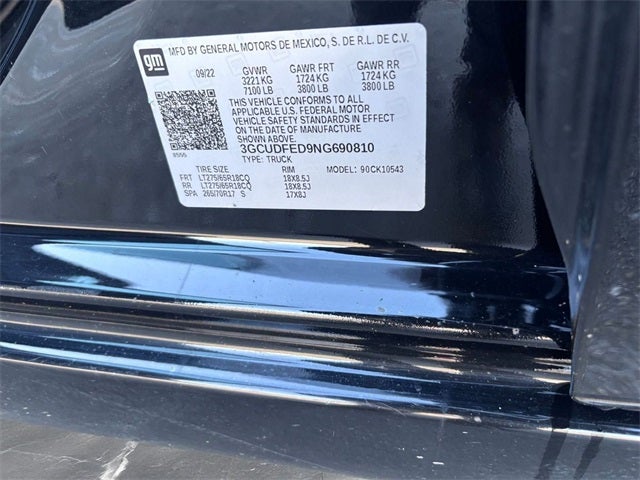 gm
MFD BY GENERAL MOTORS DE MEXICO, S. DE R.L. DE C.V.
09/22 GVWR GAWR FRT GAWR RR
3221 KG 1724 KG 1724 KG
7100 LB 3800 LB 3800 LB
THIS VEHICLE CONFORMS TO ALL
APPLICABLE U.S. FEDERAL MOTOR
VEHICLE SAFETY STANDARDS IN EFFECT
ON THE DATE OF MANUFACTURE
SHOWN ABOVE.
3GCUDFED9NG690810
TYPE: TRUCK
TIRE SIZE RIM MODEL: 90CK10543
FRT LT275/65R18CQ 18X8.5J
RR LT275/65R18CQ 18X8.5J
SPA 265/70R17 S 17X8J